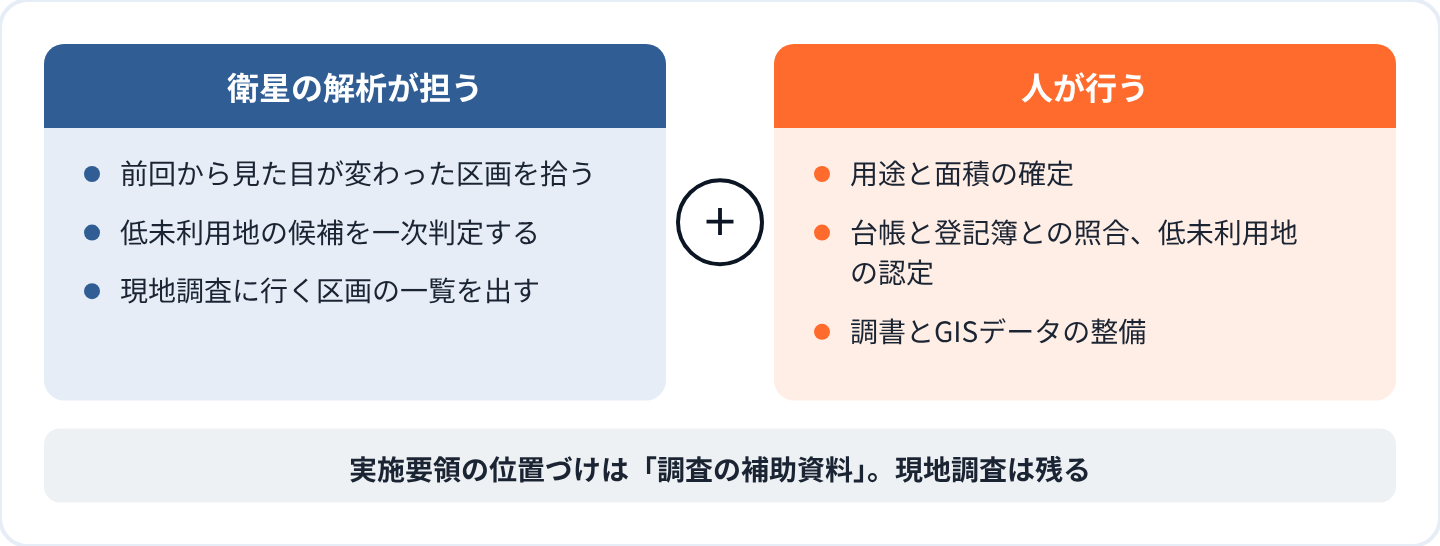 衛星の解析が担う
前回から見た目が変わった区画を拾う
低未利用地の候補を一次判定する
現地調査に行く区画の一覧を出す
+
人が行う
用途と面積の確定
台帳と登記簿との照合、低未利用地
の認定
調書とGISデータの整備
実施要領の位置づけは「調査の補助資料」。現地調査は残る